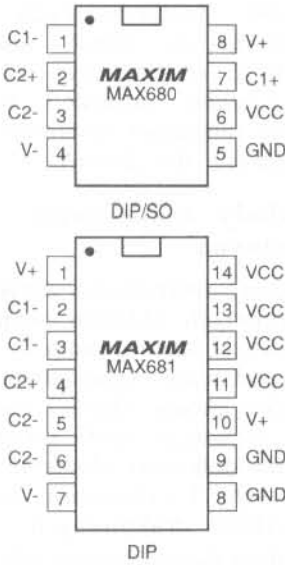 C1- 1 8 V+
C2+ 2 MAXIM 7 C1+
MAX680
C2- 3 6 VCC
V- 4 5 GND
DIP/SO
V+ 1 14 VCC
C1- 2 13 VCC
C1- 3 MAXIM 12 VCC
MAX681
C2+ 4 11 VCC
C2- 5 10 V+
C2- 6 9 GND
V- 7 8 GND
DIP